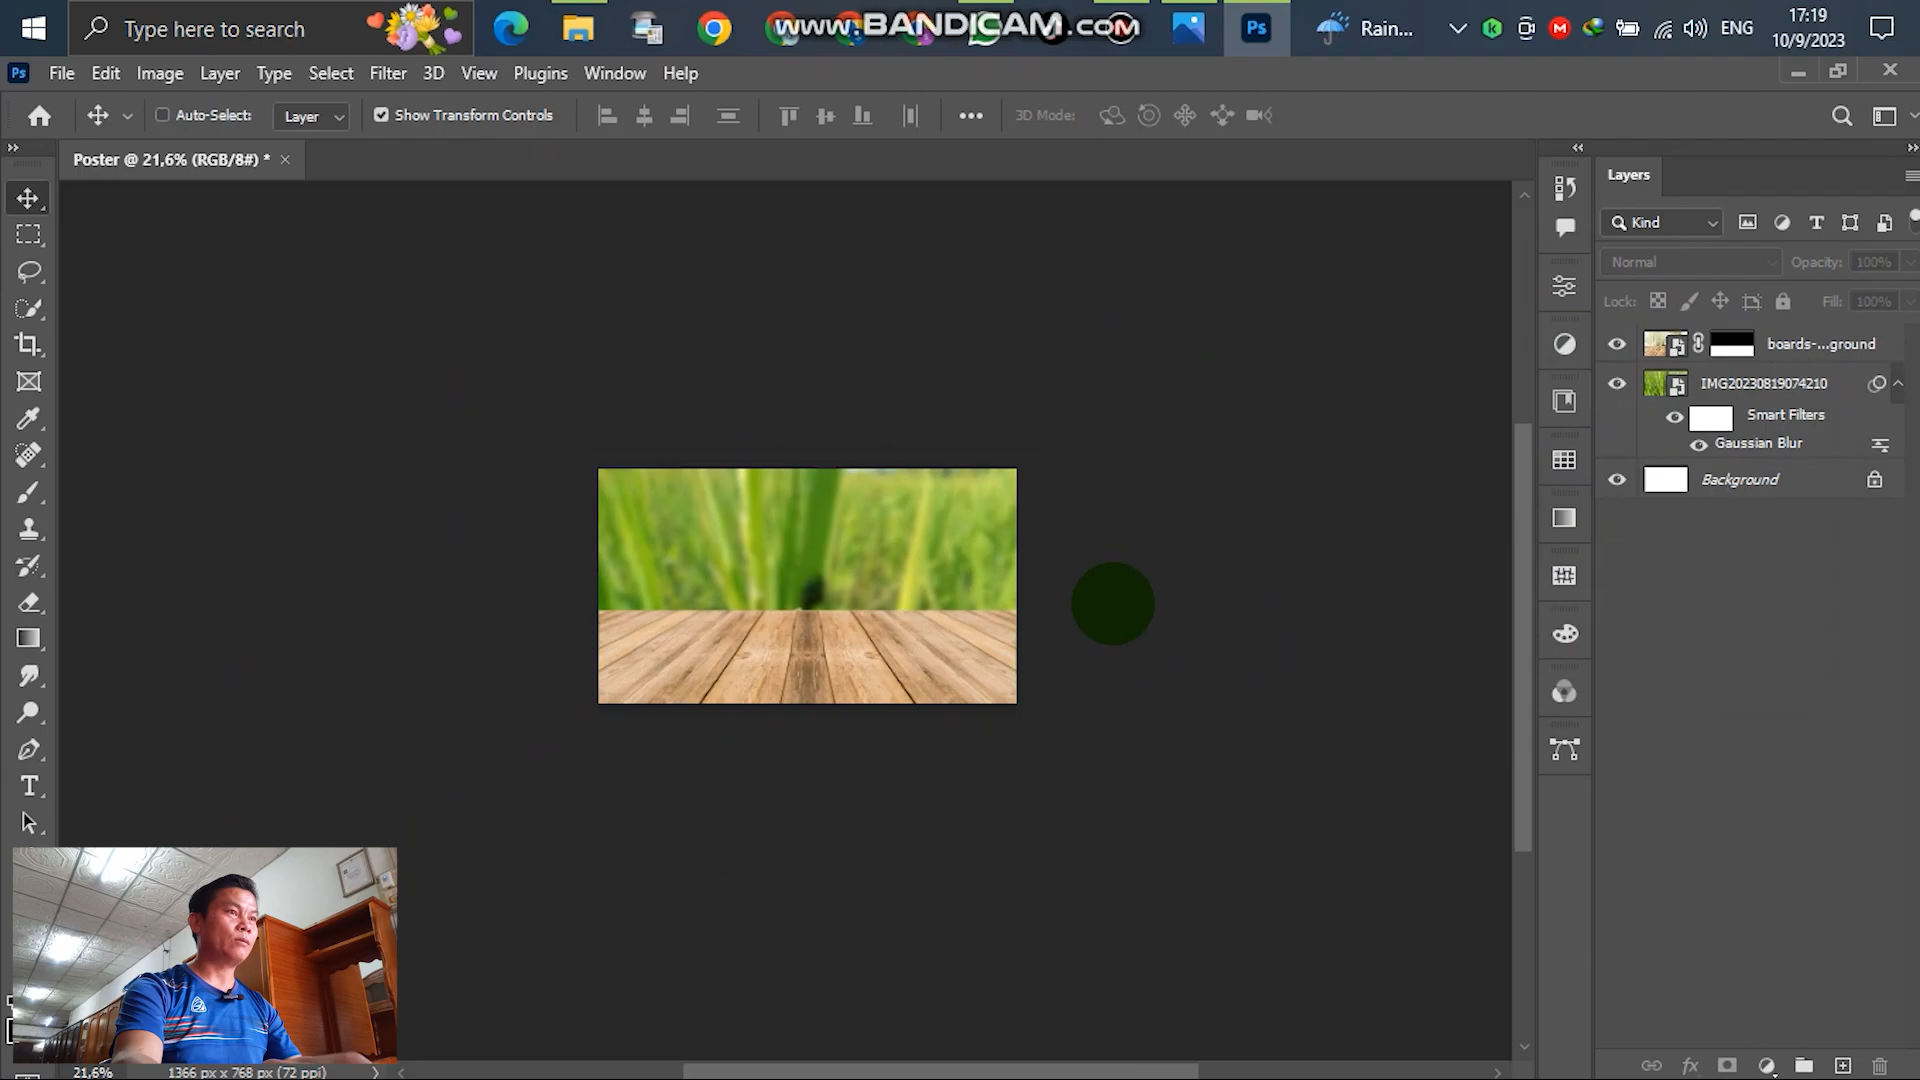 Type here to search
www.BANDICAM.com
Rain...
ENG
17:19
10/9/2023
Ps
Ps
File Edit Image Layer Type Select Filter 3D View Plugins Window Help
Auto-Select:
Layer
Show Transform Controls
3D Mode:
Poster @ 21,6% (RGB/8#) *
Layers
Kind
Normal
Opacity: 100%
Lock:
Fill: 100%
boards-...ground
IMG20230819074210
Smart Filters
Gaussian Blur
Background
21,6%
1366 px x 768 px (72 ppi)